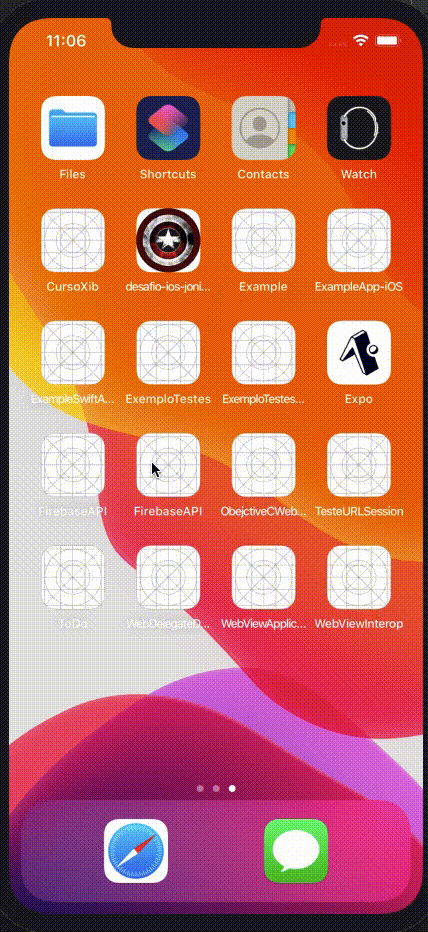 11:06
Files
Shortcuts
Contacts
Watch
CursoXib
desafio-ios-joni...
Example
ExampleApp-iOS
ExampleSwiftA...
ExemploTestes
ExemploTestes...
Expo
FirebaseAPI
FirebaseAPI
ObejctiveCWeb...
TesteURLSession
ToDo
WebDelegateD...
WebViewApplic...
WebViewInterop